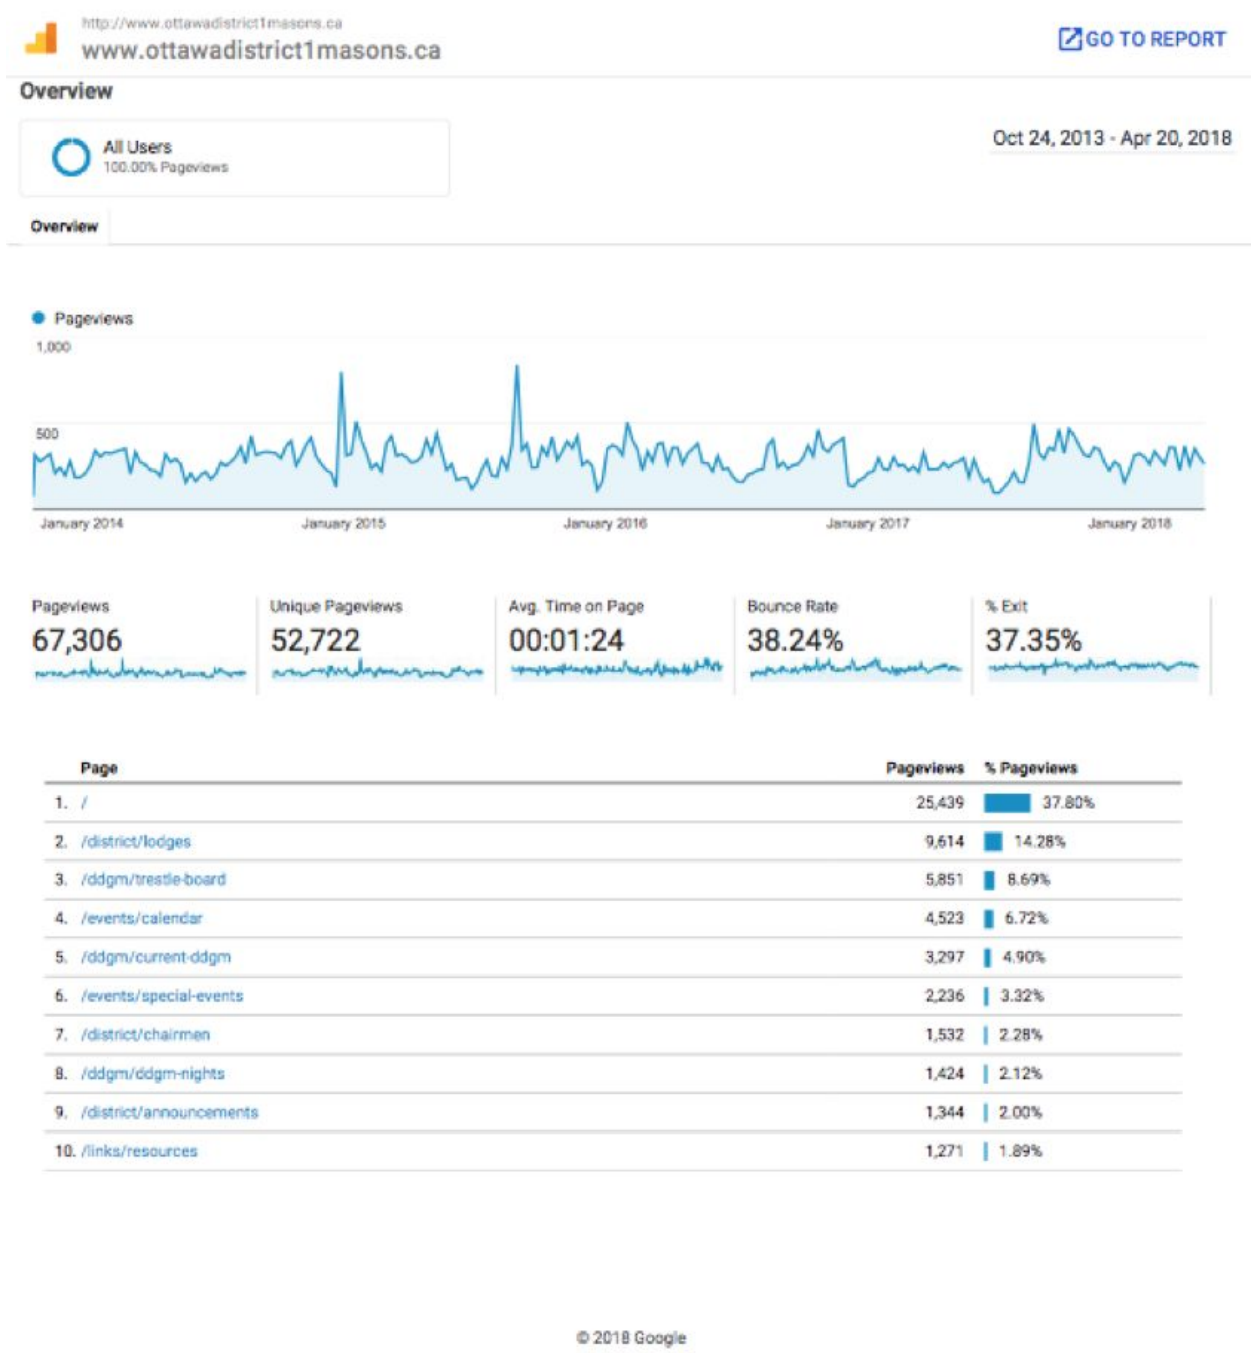 http://www.ottawadistrict1masons.ca
www.ottawadistrict1masons.ca
GO TO REPORT
Overview
All Users
100.00% Pageviews
Oct 24, 2013 - Apr 20, 2018
Overview
Pageviews
1,000
500
January 2014 January 2015 January 2016 January 2017 January 2018
Pageviews Unique Pageviews Avg. Time on Page Bounce Rate % Exit
67,306 52,722 00:01:24 38.24% 37.35%
Page Pageviews % Pageviews
1. / 25,439 37.80%
2. /district/lodges 9,614 14.28%
3. /ddgm/trestle-board 5,851 8.69%
4. /events/calendar 4,523 6.72%
5. /ddgm/current-ddgm 3,297 4.90%
6. /events/special-events 2,236 3.32%
7. /district/chairmen 1,532 2.28%
8. /ddgm/ddgm-nights 1,424 2.12%
9. /district/announcements 1,344 2.00%
10. /links/resources 1,271 1.89%
© 2018 Google